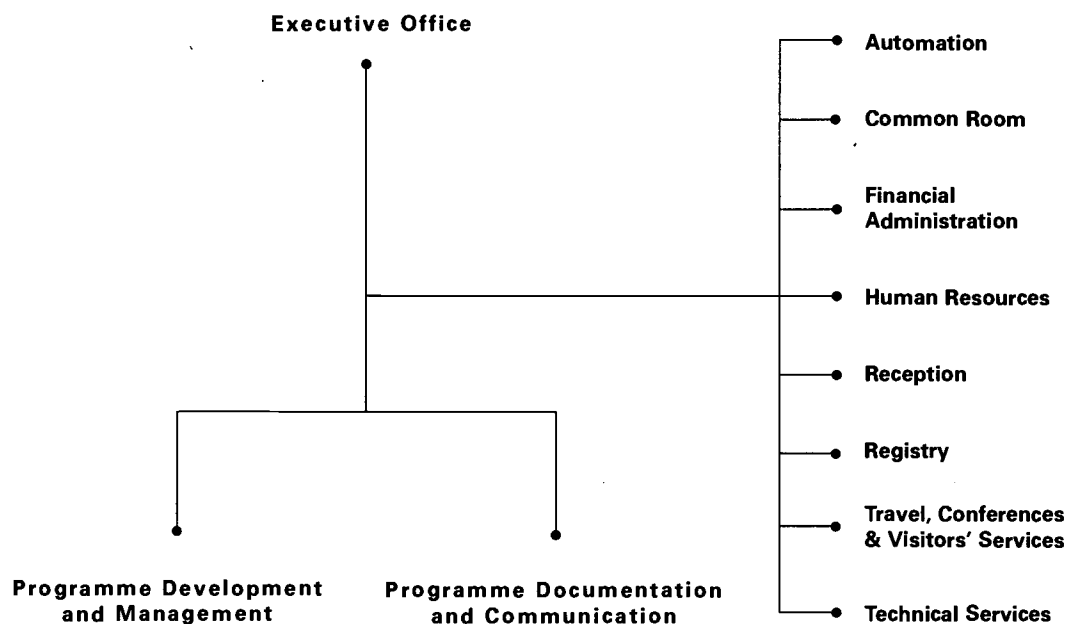 Executive Office
Automation
Common Room
Financial
Administration
Human Resources
Reception
Registry
Travel, Conferences
& Visitors' Services
Technical Services
Programme Development
and Management
Programme Documentation
and Communication